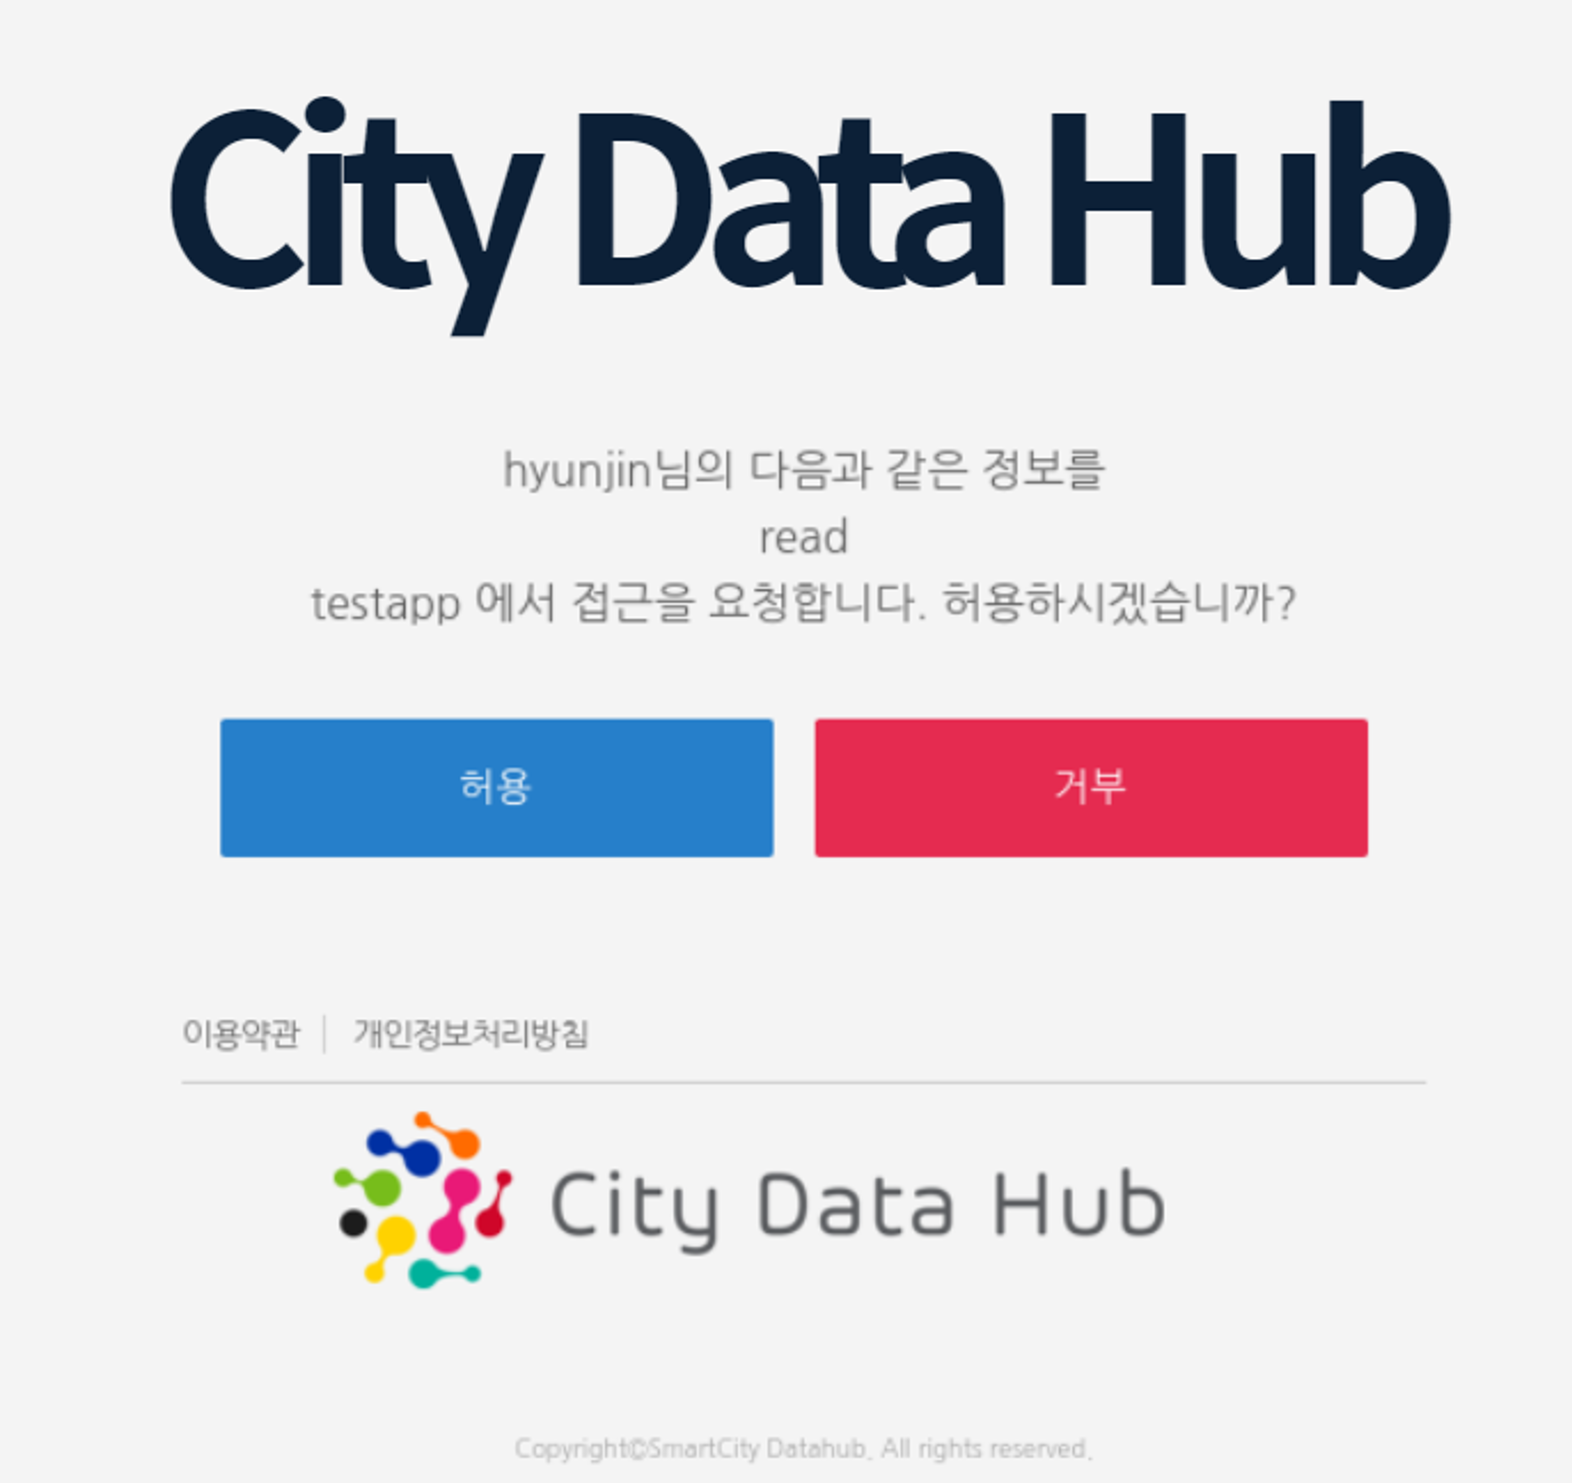 City Data Hub
hyunjin님의 다음과 같은 정보를
read
testapp 에서 접근을 요청합니다. 허용하시겠습니까?
허용 거부
이용약관 | 개인정보처리방침
City Data Hub
Copyright©SmartCity Datahub. All rights reserved.